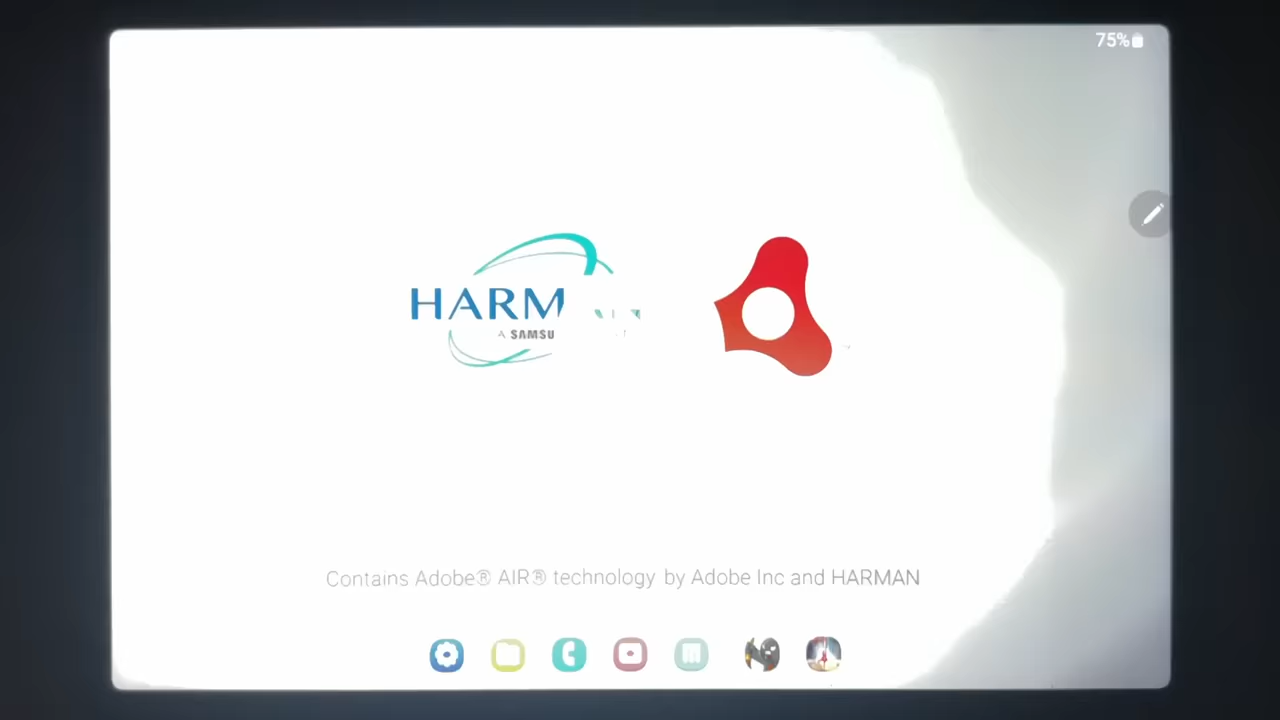 75%
HARM
A SAMSU
Contains Adobe® AIR® technology by Adobe Inc and HARMAN